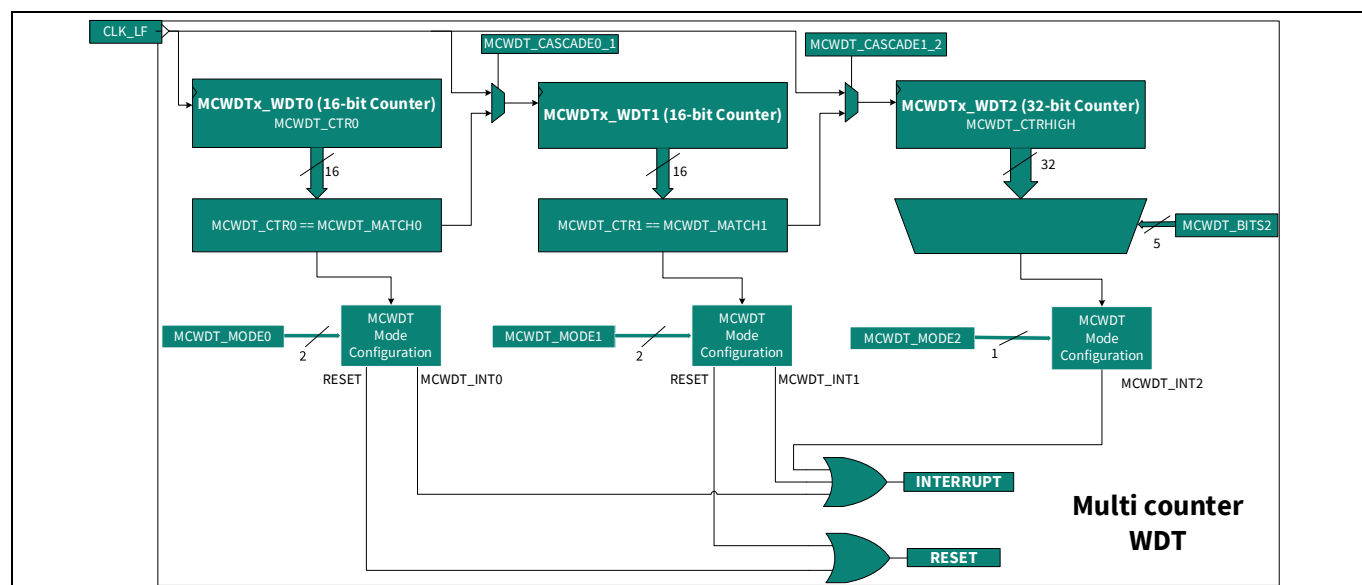 CLK_LF
MCWDT_CASCADE0_1
MCWDT_CASCADE1_2
MCWDTx_WDT0 (16-bit Counter)
MCWDT_CTR0
MCWDTx_WDT1 (16-bit Counter)
MCWDTx_WDT2 (32-bit Counter)
MCWDT_CTRHIGH
16
16
32
MCWDT_CTR0 == MCWDT_MATCH0
MCWDT_CTR1 == MCWDT_MATCH1
MCWDT_BITS2
5
MCWDT_MODE0
2
MCWDT
Mode
Configuration
MCWDT_MODE1
2
MCWDT
Mode
Configuration
MCWDT_MODE2
1
MCWDT
Mode
Configuration
RESET
MCWDT_INT0
RESET
MCWDT_INT1
MCWDT_INT2
INTERRUPT
RESET
Multi counter
WDT